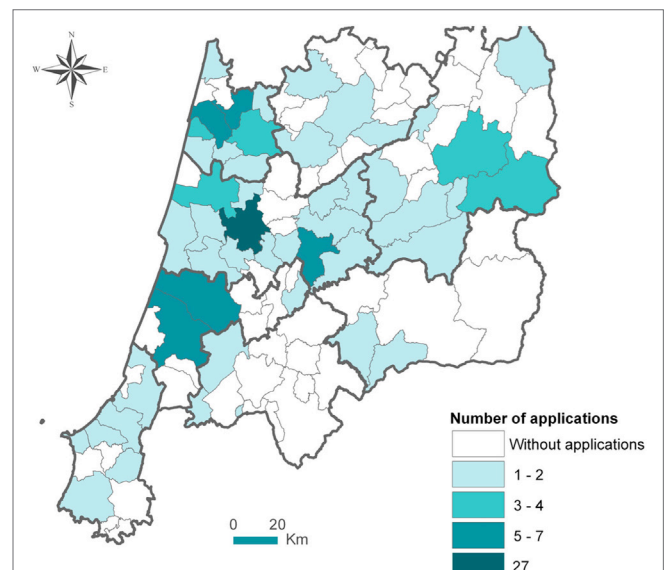 N
W E
S
Number of applications
Without applications
1 - 2
3 - 4
5 - 7
27
0 20
Km